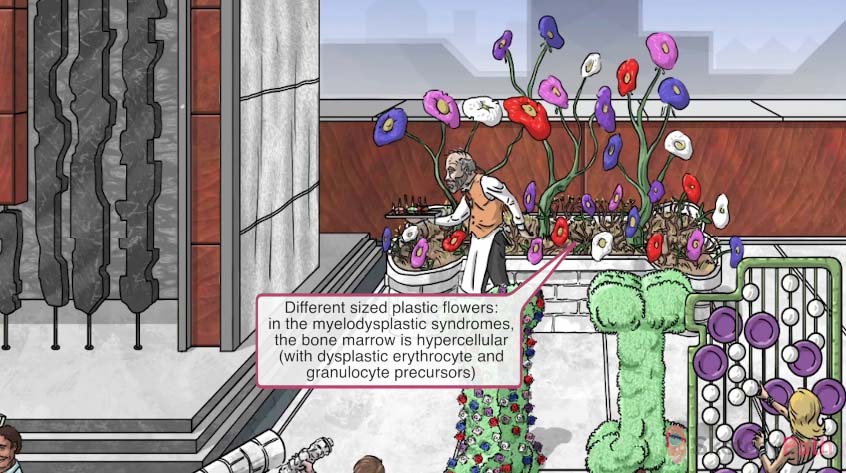 Different sized plastic flowers:
in the myelodysplastic syndromes,
the bone marrow is hypercellular
(with dysplastic erythrocyte and
granulocyte precursors)